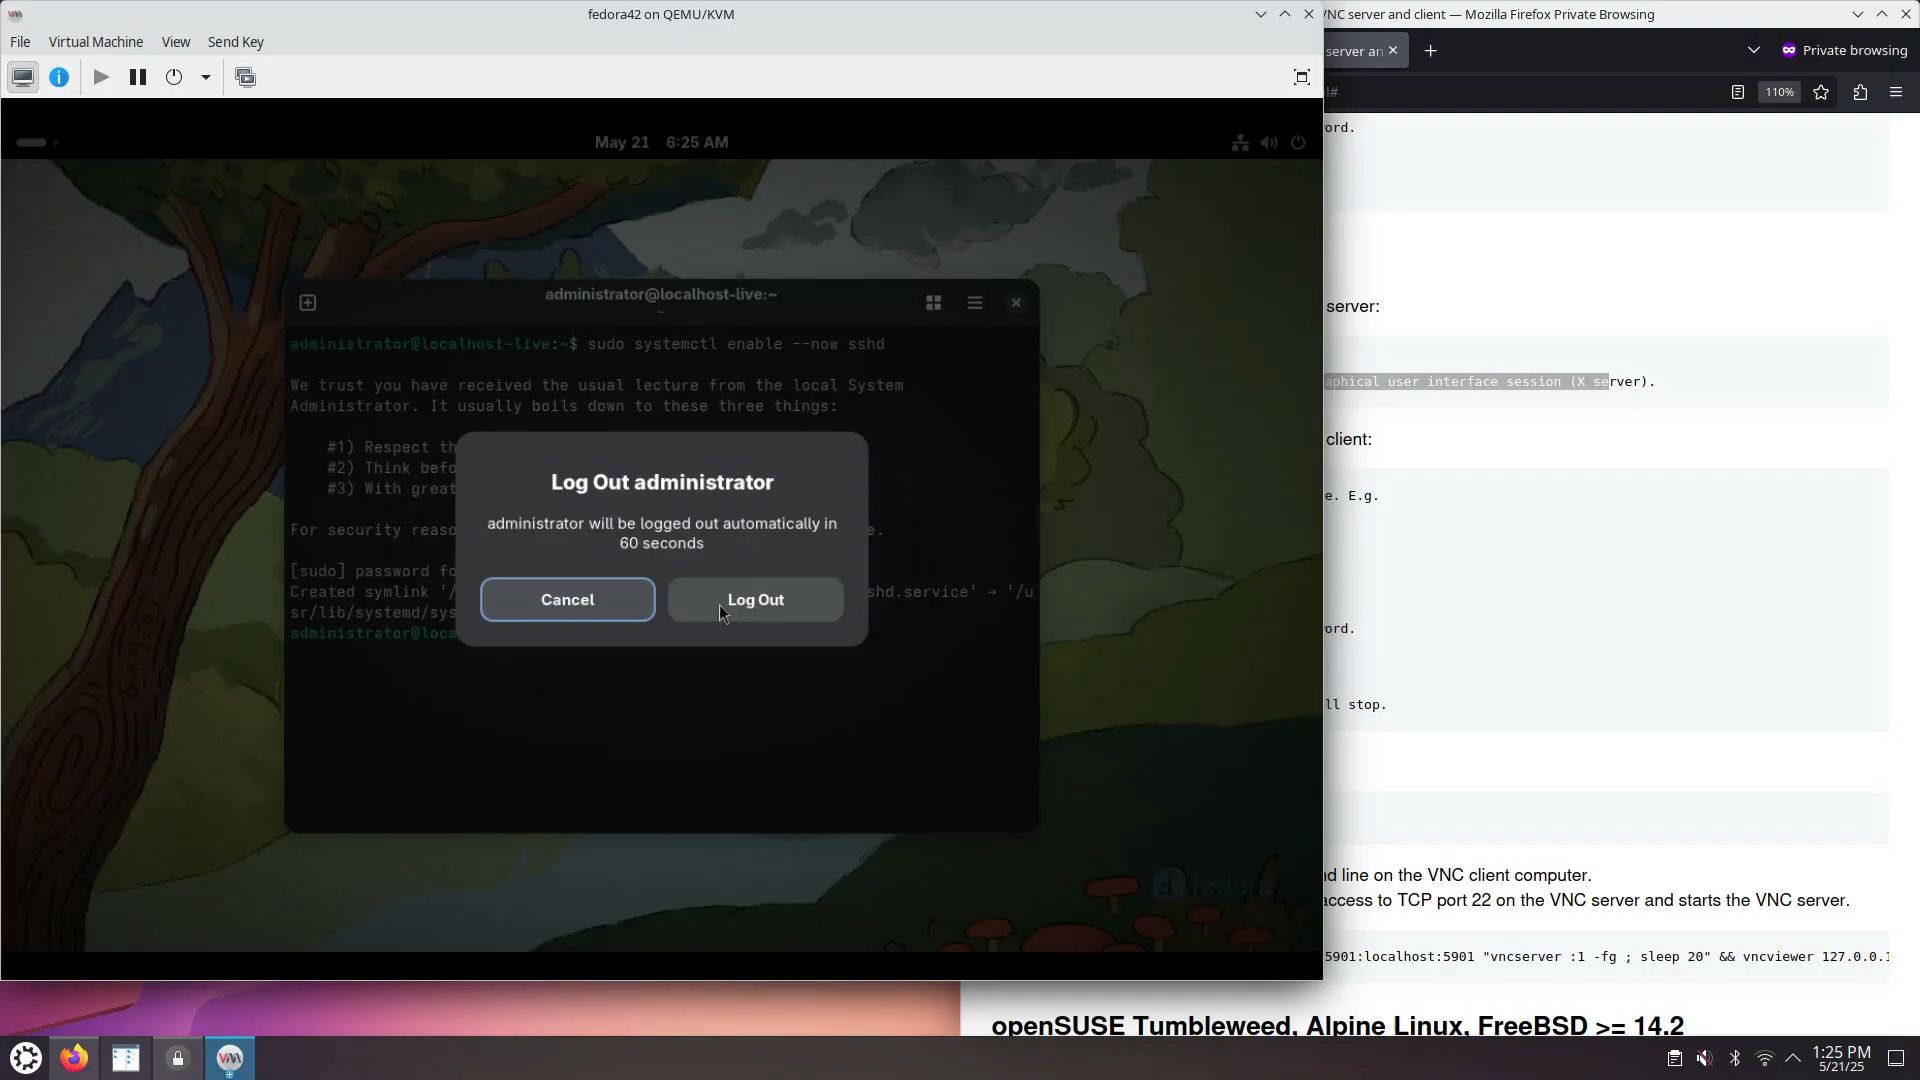 fedora42 on QEMU/KVM
VNC server and client — Mozilla Firefox Private Browsing
File Virtual Machine View Send Key
server an
Private browsing
l#
110%
May 21 6:25 AM
ord.
administrator@localhost-live:~
~
administrator@localhost-live:~$ sudo systemctl enable --now sshd
We trust you have received the usual lecture from the local System
Administrator. It usually boils down to these three things:
#1) Respect th
#2) Think befo
#3) With great
For security reaso
e.
[sudo] password fo
Created symlink '/
shd.service' → '/u
sr/lib/systemd/sys
administrator@loca
Log Out administrator
administrator will be logged out automatically in
60 seconds
Cancel
Log Out
fedora
server:
aphical user interface session (X server).
client:
e. E.g.
ord.
ll stop.
nd line on the VNC client computer.
access to TCP port 22 on the VNC server and starts the VNC server.
5901:localhost:5901 "vncserver :1 -fg ; sleep 20" && vncviewer 127.0.0.1
openSUSE Tumbleweed, Alpine Linux, FreeBSD >= 14.2
1:25 PM
5/21/25